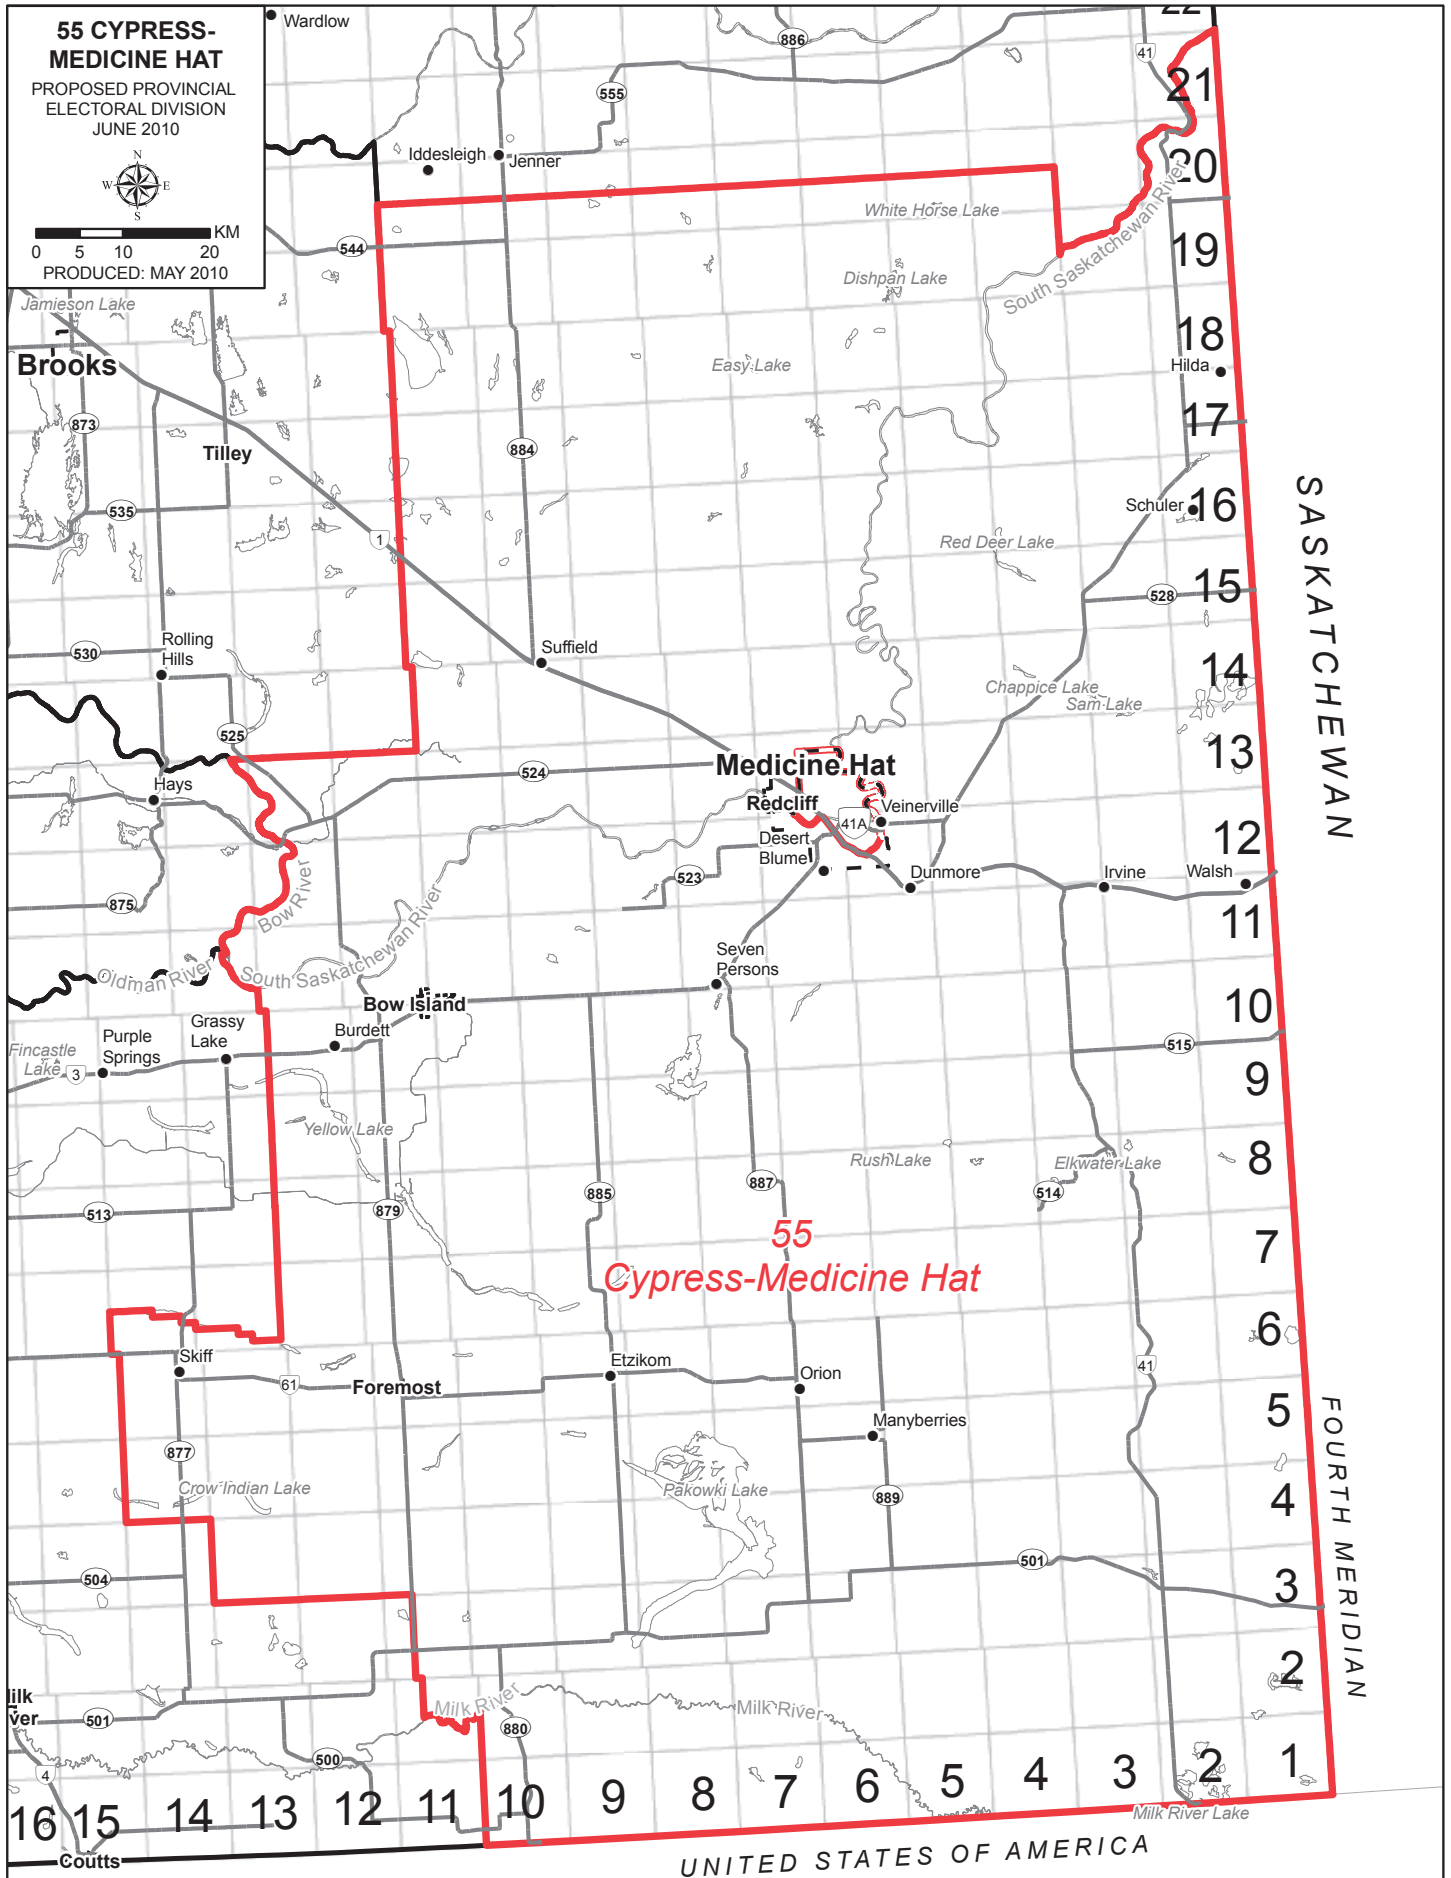 55 CYPRESS-
MEDICINE HAT
PROPOSED PROVINCIAL
ELECTORAL DIVISION
JUNE 2010
N
W E
S
KM
0 5 10 20
PRODUCED: MAY 2010
Wardlow
886
41
22
21
555
Iddesleigh
Jenner
20
White Horse Lake
South Saskatchewan River
544
19
Dishpan Lake
Jamieson Lake
18
Brooks
Easy Lake
Hilda
873
17
Tilley
884
535
Schuler
16
1
Red Deer Lake
528
15
530
Rolling
Hills
Suffield
14
Chappice Lake
Sam Lake
525
13
Medicine Hat
524
Hays
Redcliff
Veinerville
41A
Desert
Blume
12
523
Dunmore
Irvine
Walsh
875
Bow River
11
South Saskatchewan River
Oldman River
Seven
Persons
Bow Island
10
Grassy
Lake
Burdett
Purple
Springs
Fincastle
Lake
3
515
9
Yellow Lake
Rush Lake
Elkwater Lake
8
887
514
885
879
513
55
Cypress-Medicine Hat
7
6
Skiff
Etzikom
Orion
41
61
Foremost
5
Manyberries
877
Crow Indian Lake
Pakowki Lake
889
4
504
501
3
2
Milk River
Milk River
ilk
ver
501
880
500
4
16 15 14 13 12 11 10 9 8 7 6 5 4 3 2 1
Milk River Lake
Coutts
UNITED STATES OF AMERICA
SASKATCHEWAN
FOURTH MERIDIAN